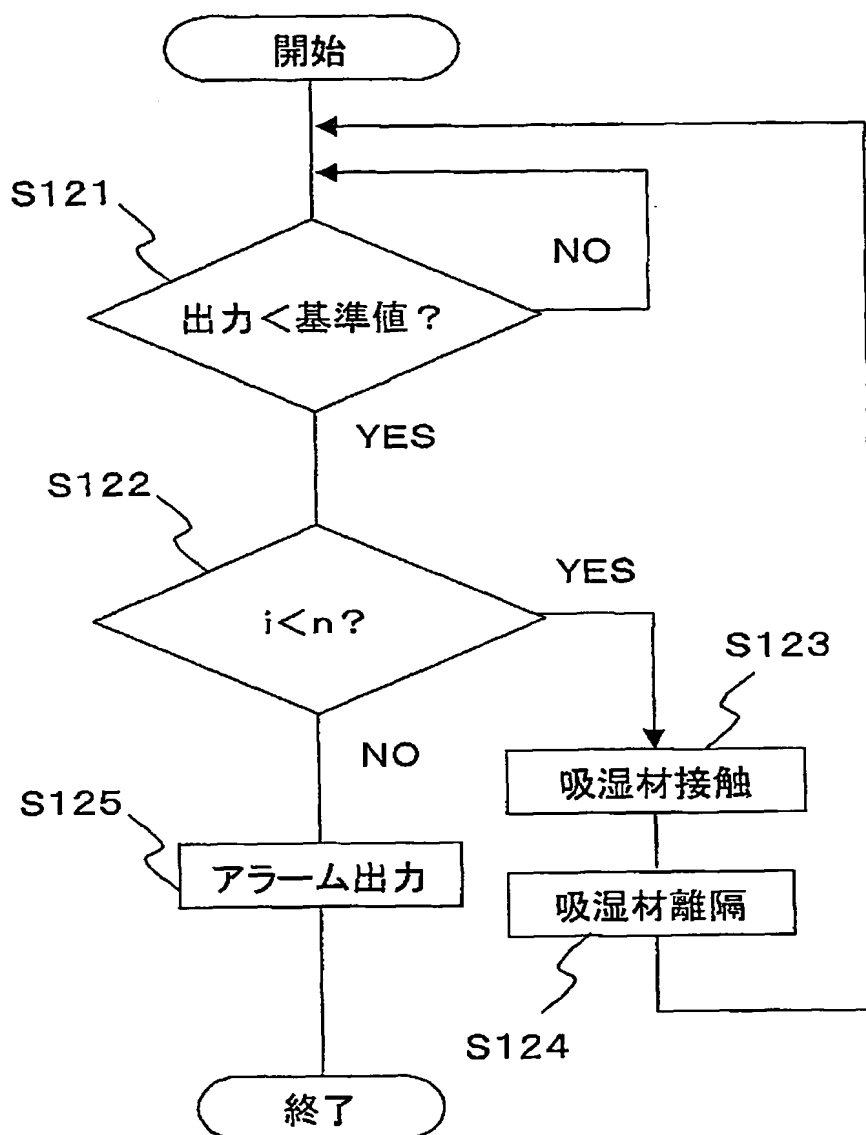 開始
S121
NO
出力＜基準値？
YES
S122
YES
i＜n？
S123
NO
吸湿材接触
S125
アラーム出力
吸湿材離隔
S124
終了